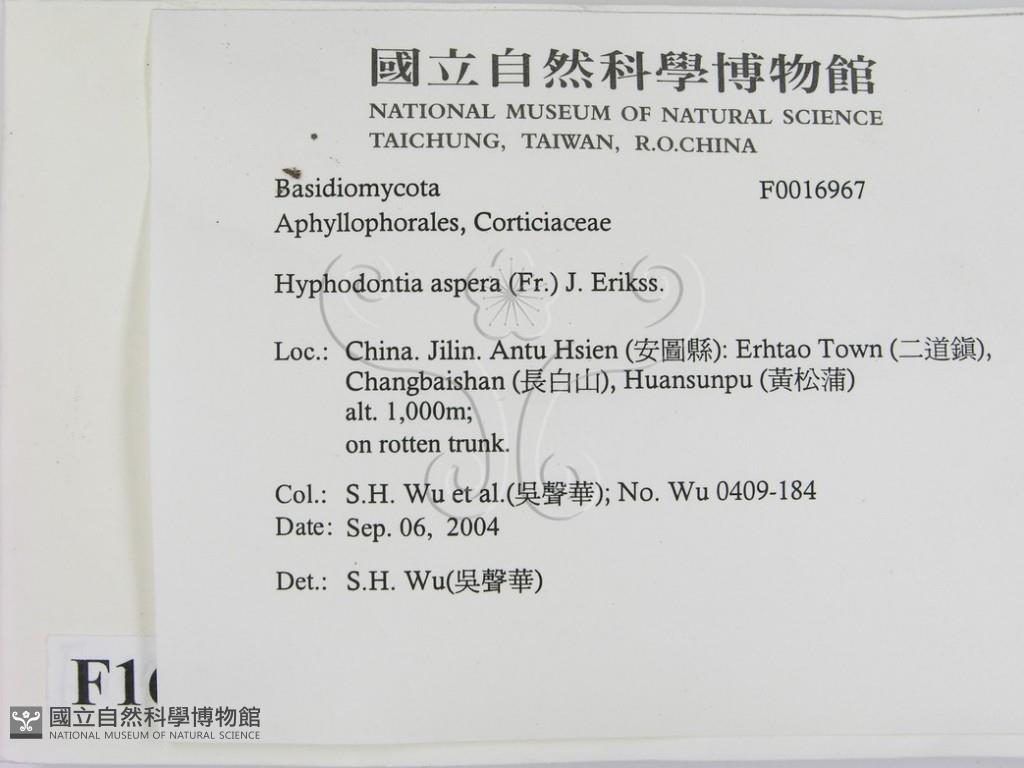 國立自然科學博物館
NATIONAL MUSEUM OF NATURAL SCIENCE
TAICHUNG, TAIWAN, R.O.CHINA
Basidiomycota F0016967
Aphyllophorales, Corticiaceae
Hyphodontia aspera (Fr.) J. Erikss.
Loc.: China. Jilin. Antu Hsien (安圖縣): Erhtao Town (二道鎭),
Changbaishan (長白山), Huansunpu (黃松蒲)
alt. 1,000m;
on rotten trunk.
Col.: S.H. Wu et al.(吳聲華); No. Wu 0409-184
Date: Sep. 06, 2004
Det.: S.H. Wu(吳聲華)
國立自然科學博物館
NATIONAL MUSEUM OF NATURAL SCIENCE